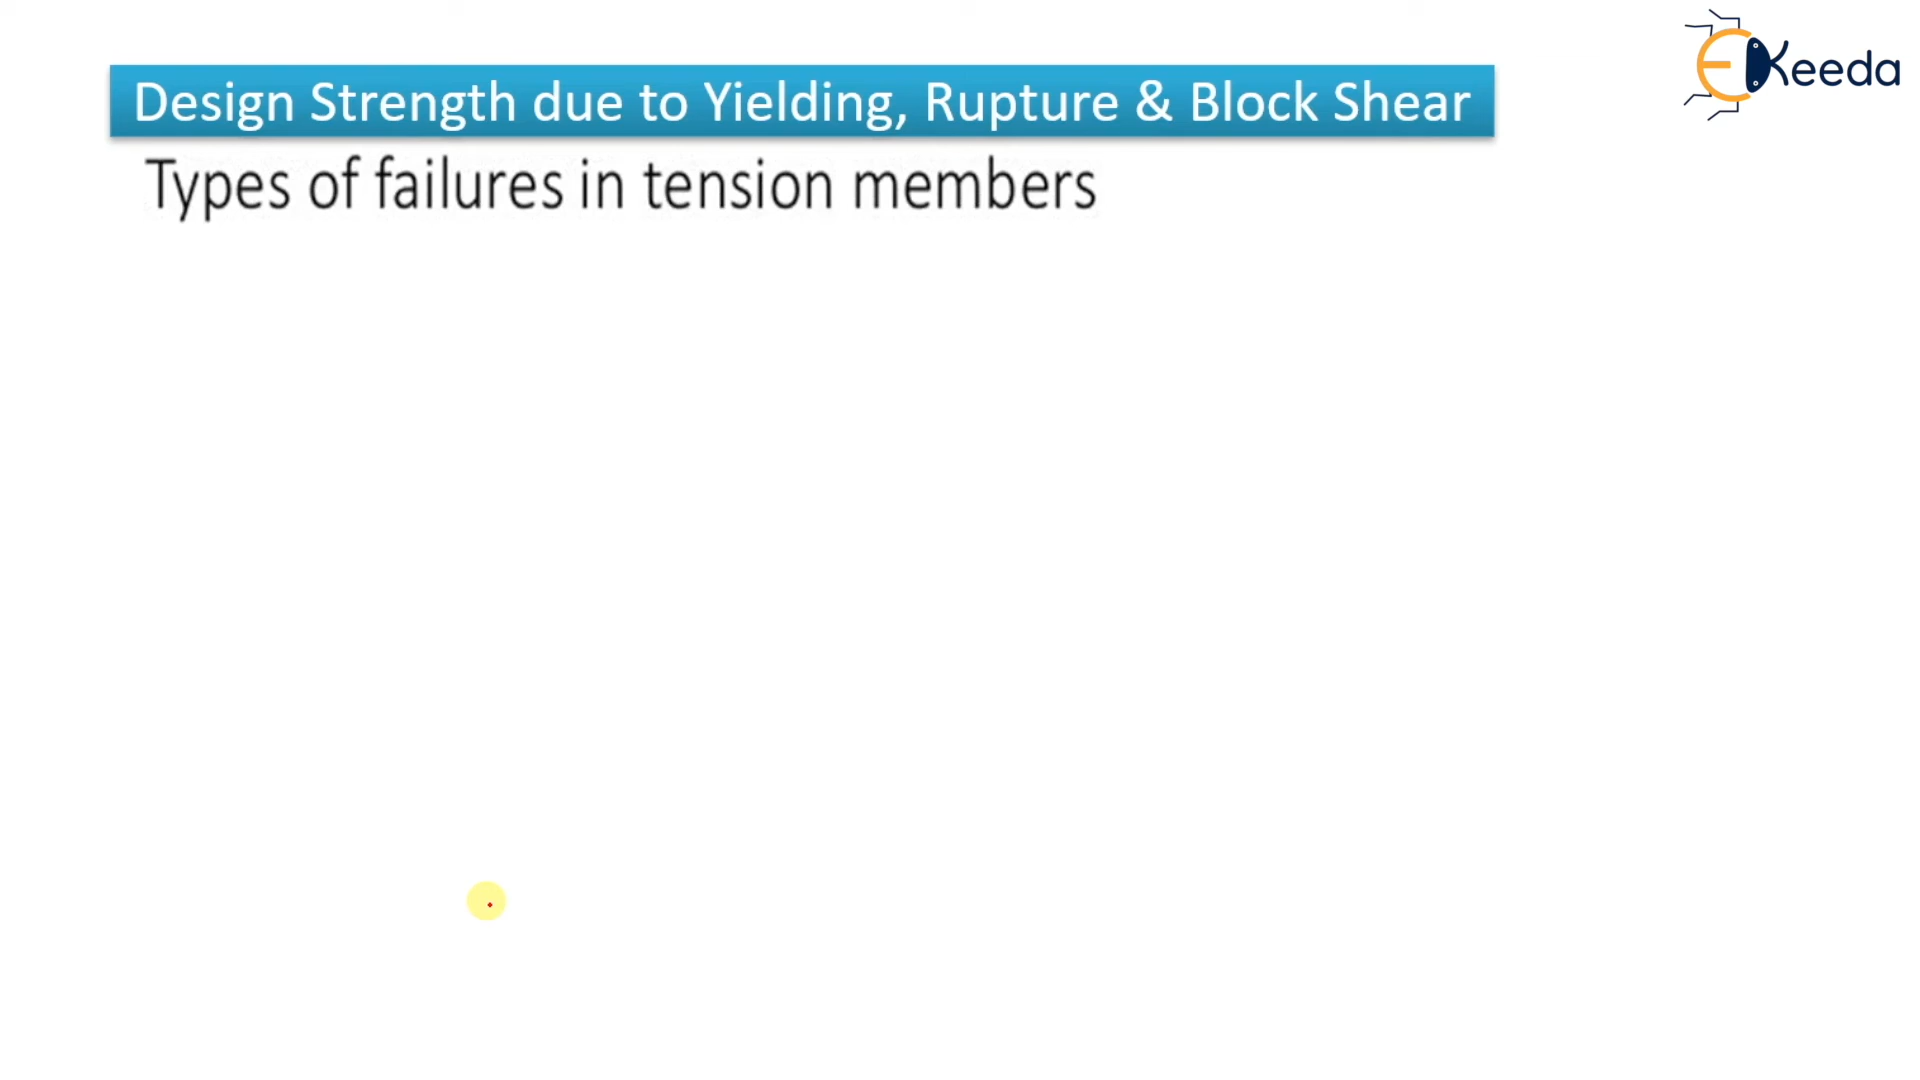 EKeeda
Design Strength due to Yielding, Rupture & Block Shear
Types of failures in tension members